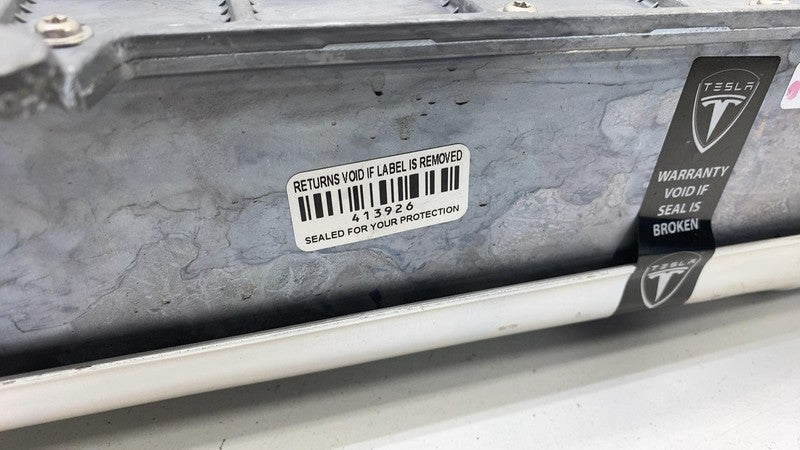 RETURNS VOID IF LABEL IS REMOVED
413926
SEALED FOR YOUR PROTECTION
TESLA
WARRANTY
VOID IF
SEAL IS
BROKEN
TESLA